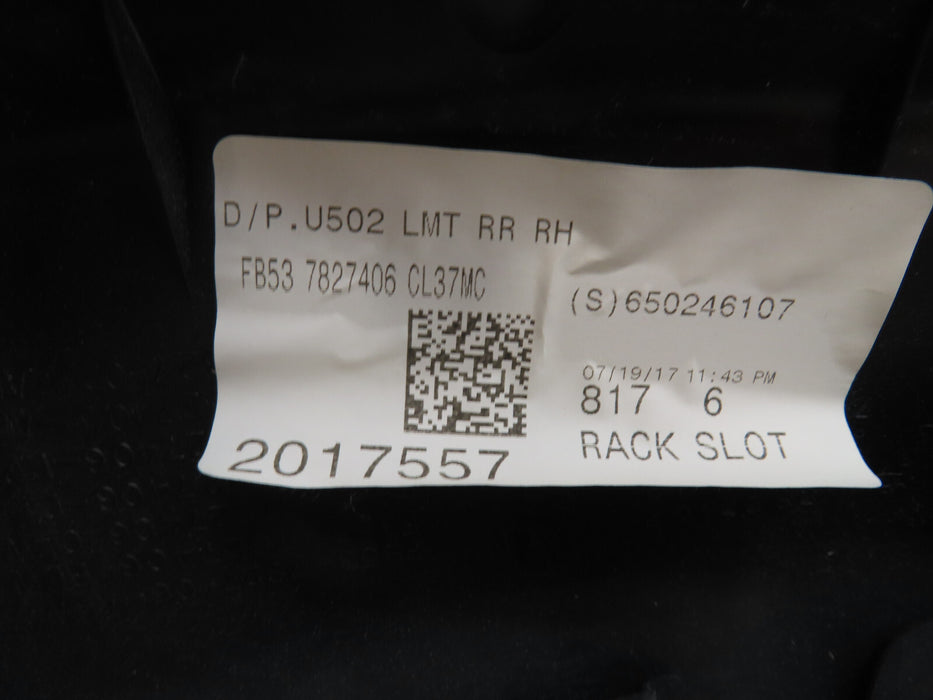 D/P.U502 LMT RR RH
FB53 7827406 CL37MC
(S)650246107
07/19/17 11:43 PM
817 6
RACK SLOT
2017557